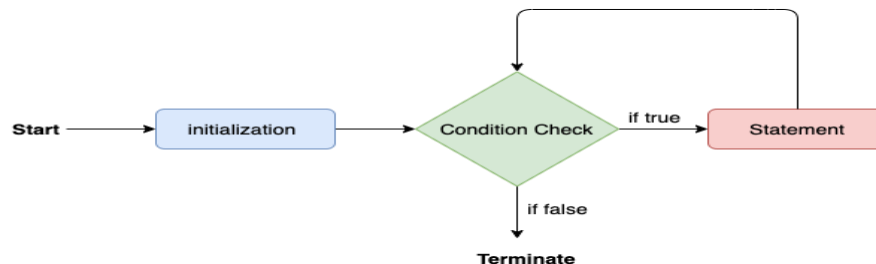 Start
initialization
Condition Check
if true
Statement
if false
Terminate